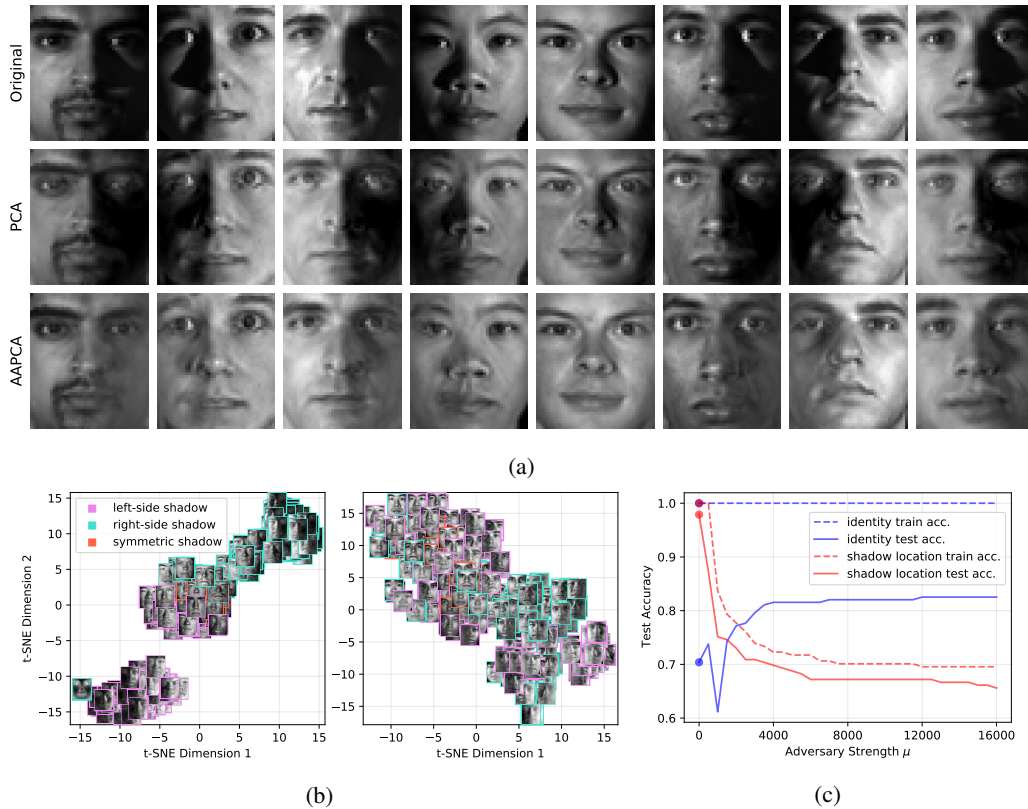 Original
PCA
AAPCA
(a)
15
10
5
0
−5
−10
−15
t-SNE Dimension 2
left-side shadow
right-side shadow
symmetric shadow
−15 −10 −5 0 5 10 15
t-SNE Dimension 1
15
10
5
0
−5
−10
−15
−10 −5 0 5 10 15
t-SNE Dimension 1
(b)
1.0
0.9
0.8
0.7
0.6
Test Accuracy
identity train acc.
identity test acc.
shadow location train acc.
shadow location test acc.
0 4000 8000 12000 16000
Adversary Strength μ
(c)